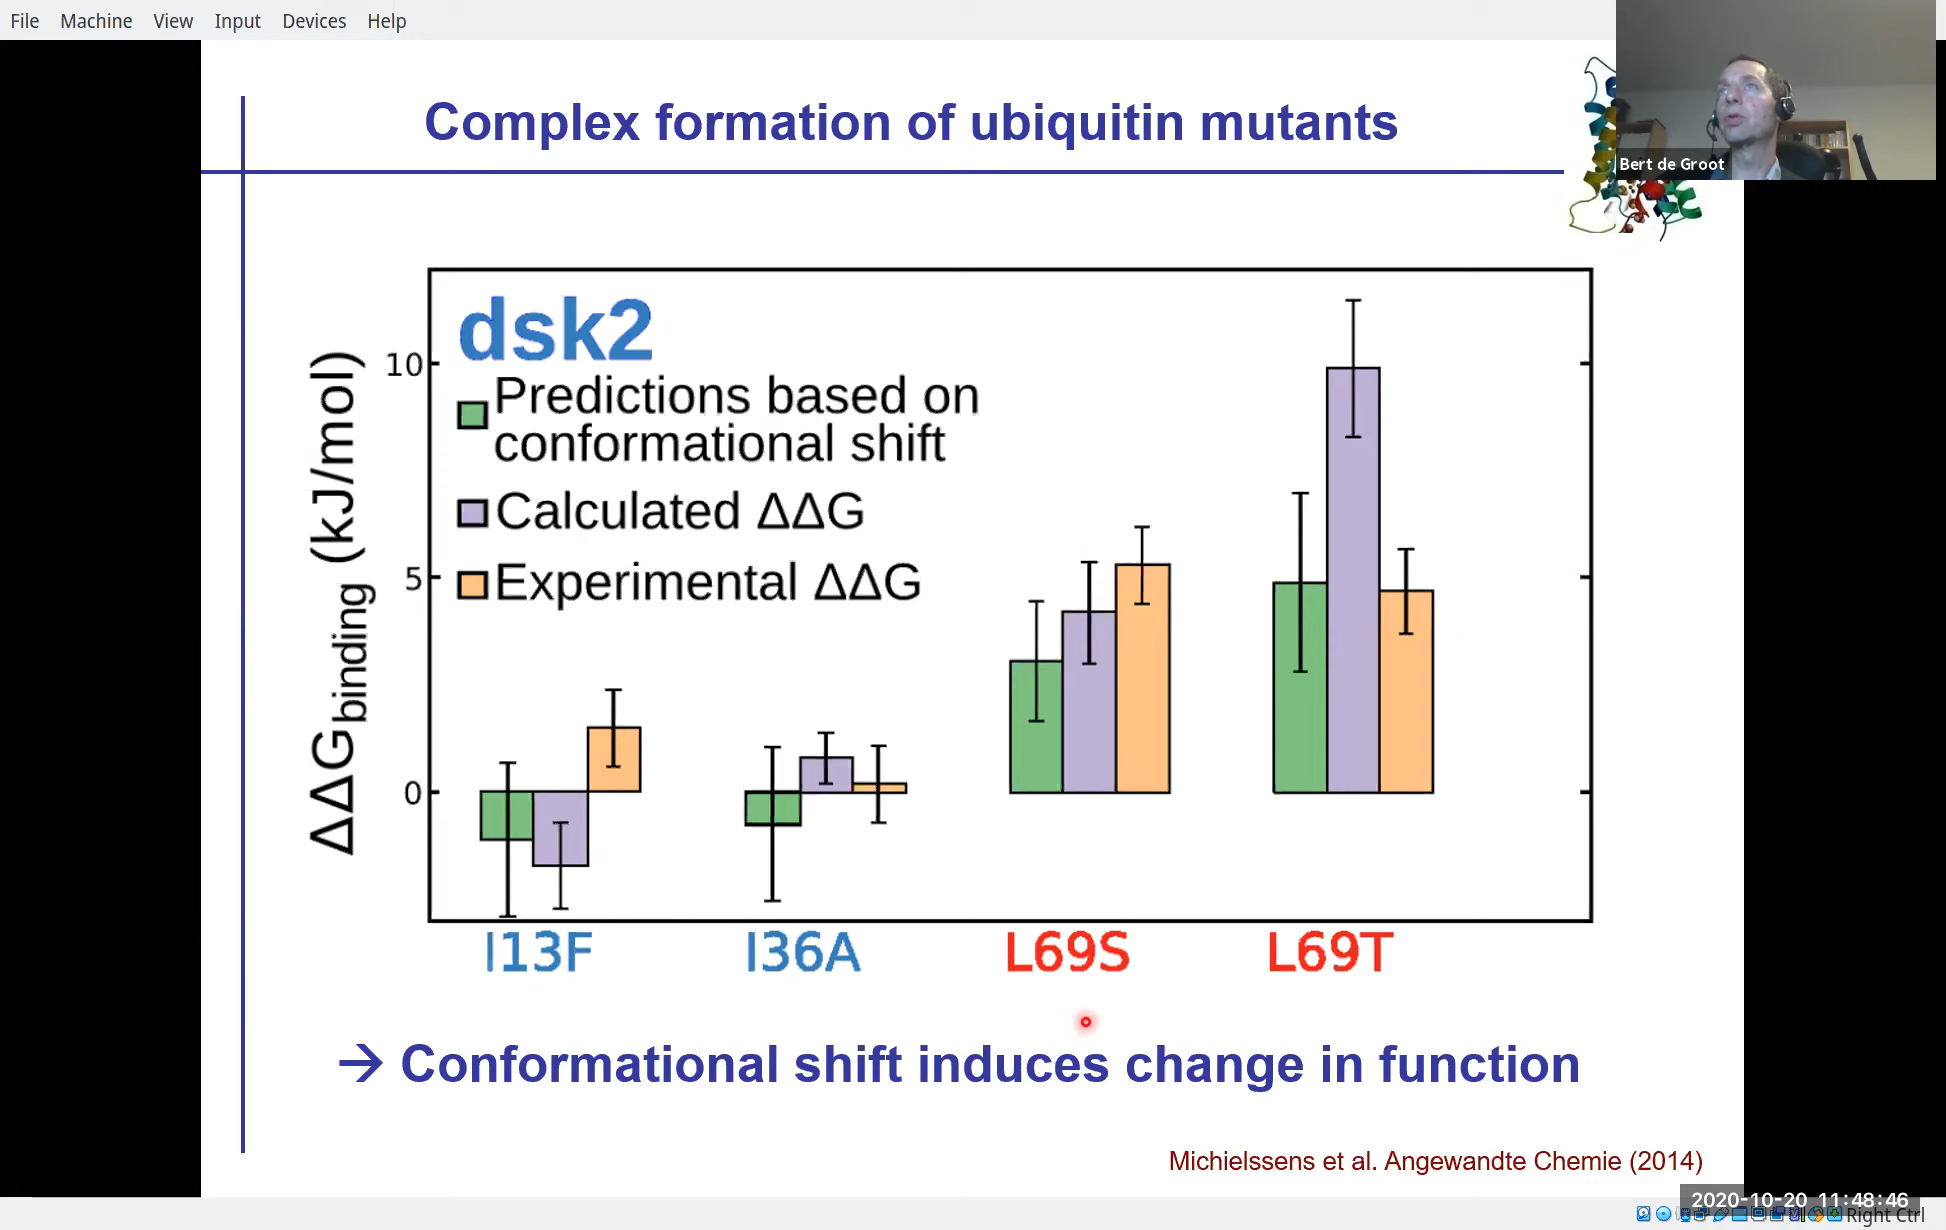 File Machine View Input Devices Help
Complex formation of ubiquitin mutants
Bert de Groot
dsk2
Predictions based on
conformational shift
Calculated ΔΔG
Experimental ΔΔG
ΔΔGbinding (kJ/mol)
10
5
0
I13F I36A L69S L69T
→ Conformational shift induces change in function
Michielssens et al. Angewandte Chemie (2014)
2020-10-20 11:48:46
Right Ctrl